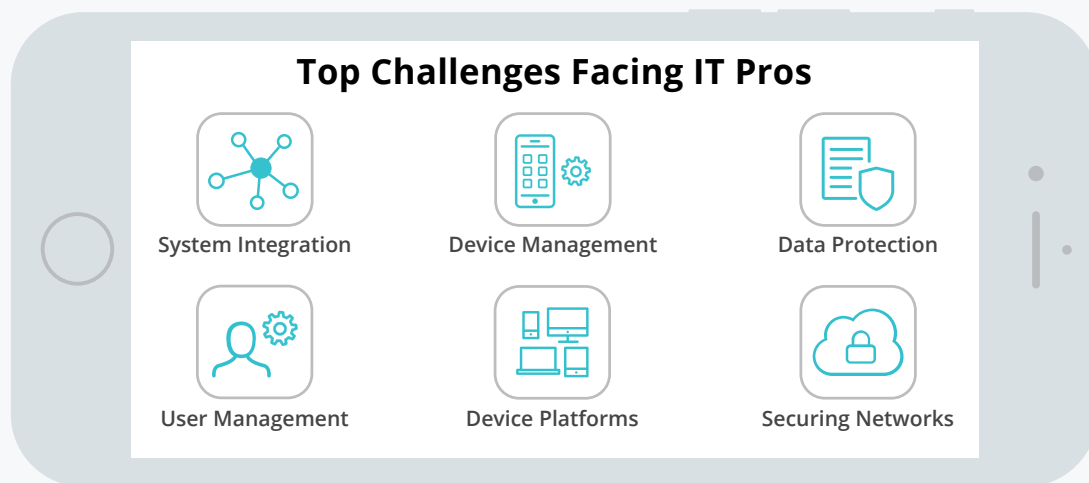 Top Challenges Facing IT Pros
System Integration
Device Management
Data Protection
User Management
Device Platforms
Securing Networks